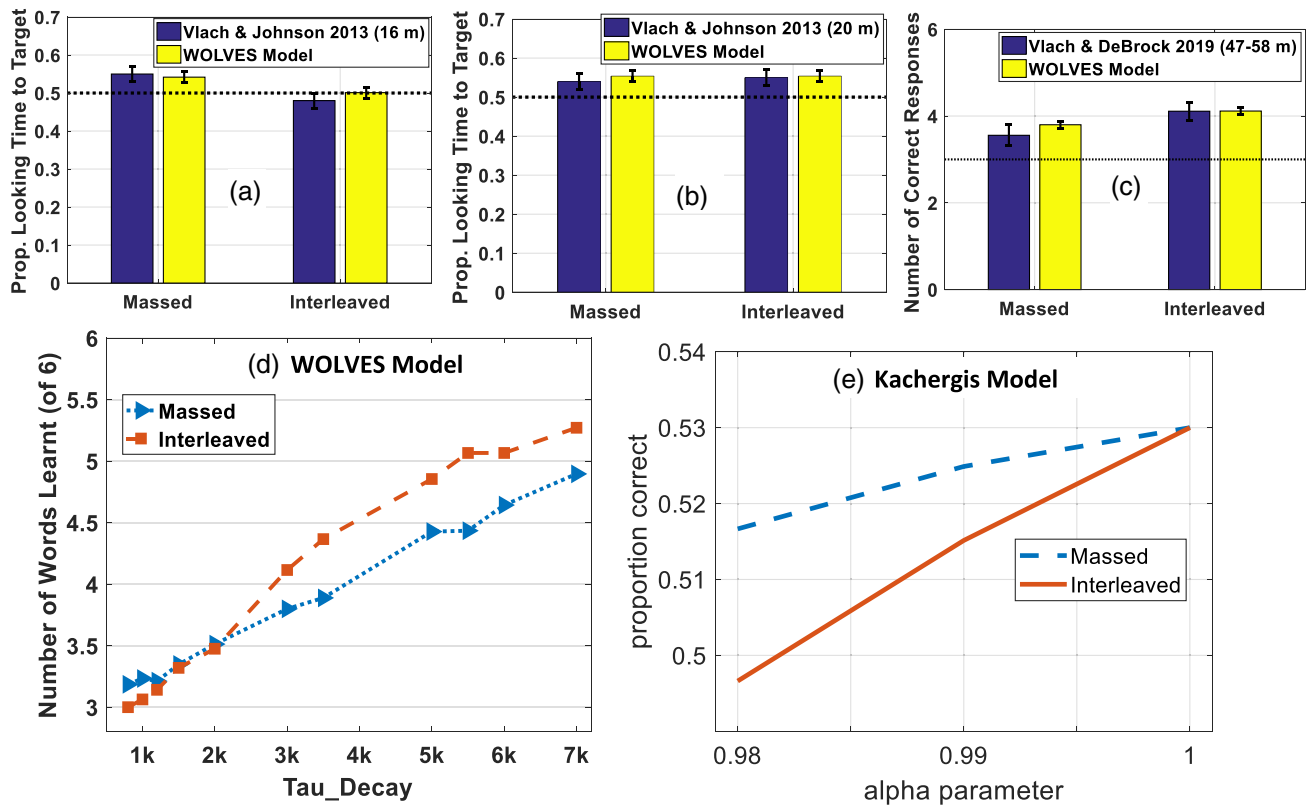 Vlach & Johnson 2013 (16 m)
WOLVES Model
Prop. Looking Time to Target
0.7
0.6
0.5
0.4
0.3
0.2
0.1
0
(a)
Massed
Interleaved
Vlach & Johnson 2013 (20 m)
WOLVES Model
Prop. Looking Time to Target
0.7
0.6
0.5
0.4
0.3
0.2
0.1
0
(b)
Massed
Interleaved
Vlach & DeBrock 2019 (47-58 m)
WOLVES Model
Number of Correct Responses
6
4
2
0
(c)
Massed
Interleaved
(d) WOLVES Model
Massed
Interleaved
Number of Words Learnt (of 6)
6
5.5
5
4.5
4
3.5
3
1k 2k 3k 4k 5k 6k 7k
Tau_Decay
(e) Kachergis Model
proportion correct
0.54
0.53
0.52
0.51
0.5
Massed
Interleaved
0.98 0.99 1
alpha parameter